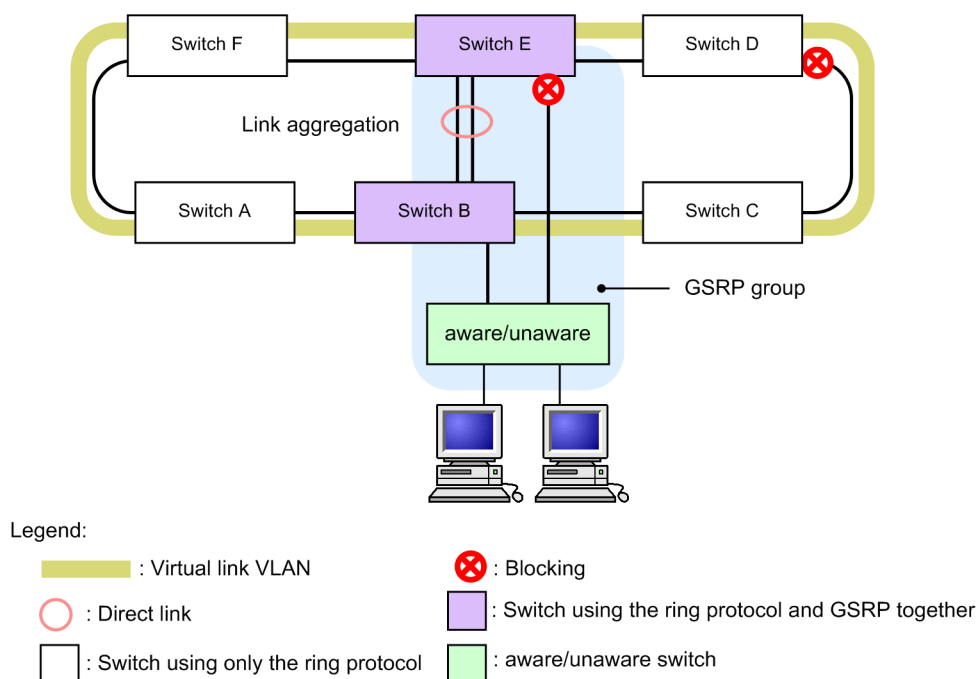 Switch F
Switch E
Switch D
Link aggregation
Switch A
Switch B
Switch C
GSRP group
aware/unaware
Legend:
: Virtual link VLAN
: Blocking
: Direct link
: Switch using the ring protocol and GSRP together
: Switch using only the ring protocol
: aware/unaware switch